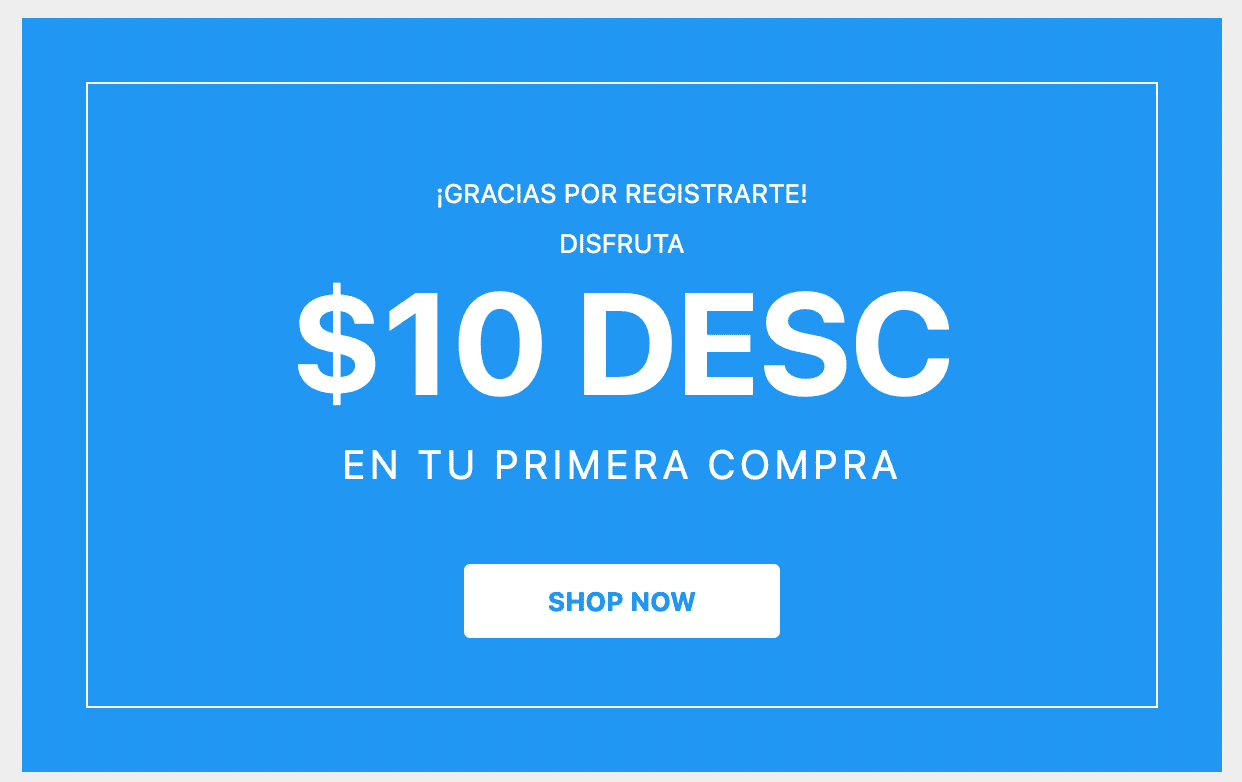 ¡GRACIAS POR REGISTRARTE!
DISFRUTA
$10 DESC
EN TU PRIMERA COMPRA
SHOP NOW